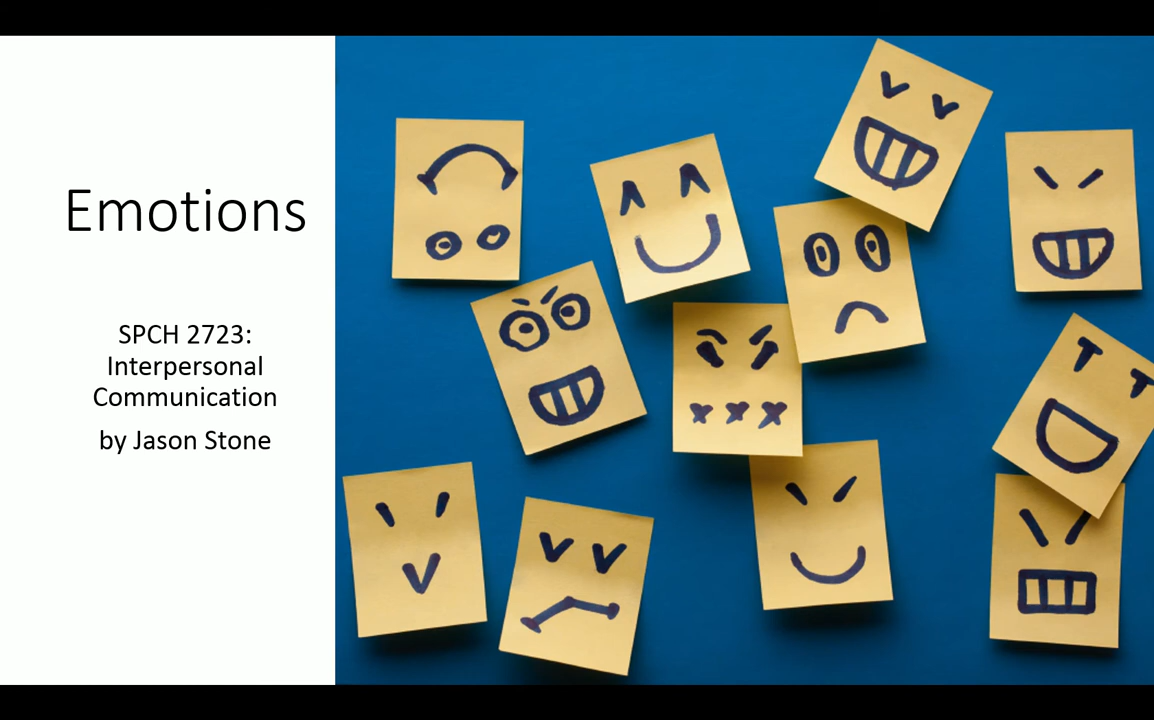 Emotions
SPCH 2723:
Interpersonal
Communication
by Jason Stone